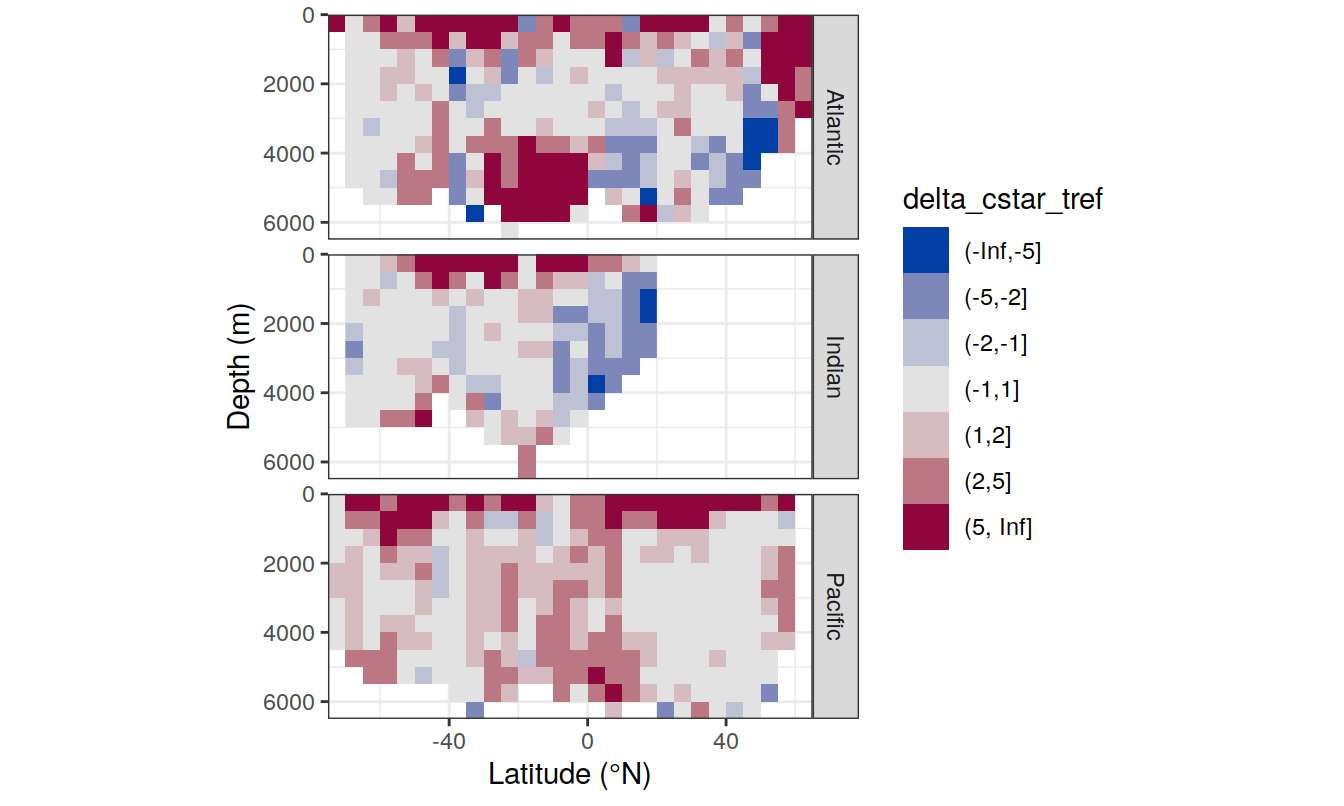 0
2000
4000
6000
Atlantic
0
2000
4000
6000
Indian
0
2000
4000
6000
Pacific
Depth (m)
-40 0 40
Latitude (°N)
delta_cstar_tref
(-Inf,-5]
(-5,-2]
(-2,-1]
(-1,1]
(1,2]
(2,5]
(5, Inf]